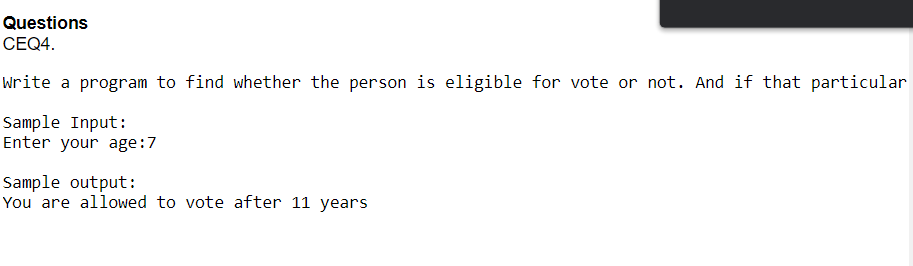 Questions
CEQ4.
Write a program to find whether the person is eligible for vote or not. And if that particular
Sample Input:
Enter your age:7
Sample output:
You are allowed to vote after 11 years